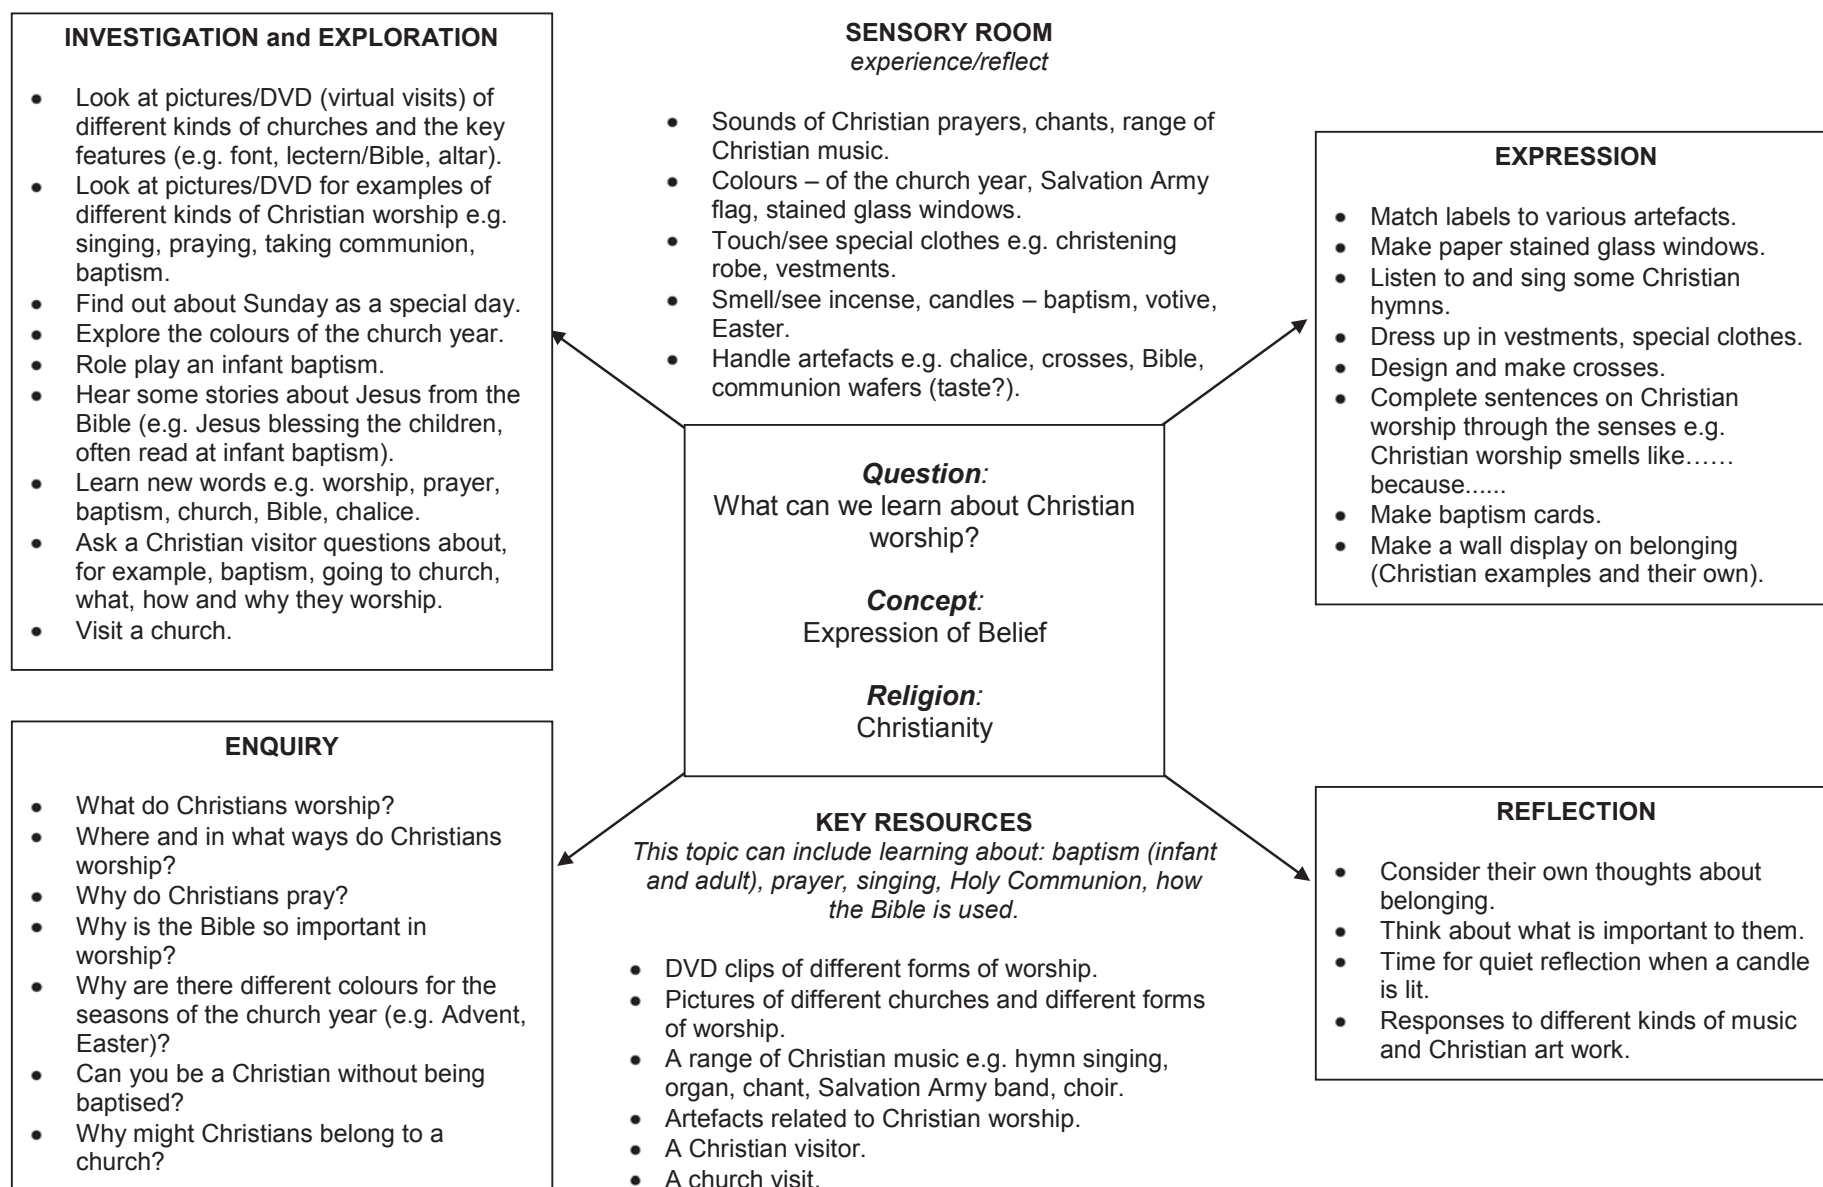 INVESTIGATION and EXPLORATION
• Look at pictures/DVD (virtual visits) of
different kinds of churches and the key
features (e.g. font, lectern/Bible, altar).
• Look at pictures/DVD for examples of
different kinds of Christian worship e.g.
singing, praying, taking communion,
baptism.
• Find out about Sunday as a special day.
• Explore the colours of the church year.
• Role play an infant baptism.
• Hear some stories about Jesus from the
Bible (e.g. Jesus blessing the children,
often read at infant baptism).
• Learn new words e.g. worship, prayer,
baptism, church, Bible, chalice.
• Ask a Christian visitor questions about,
for example, baptism, going to church,
what, how and why they worship.
• Visit a church.
SENSORY ROOM
experience/reflect
• Sounds of Christian prayers, chants, range of
Christian music.
• Colours – of the church year, Salvation Army
flag, stained glass windows.
• Touch/see special clothes e.g. christening
robe, vestments.
• Smell/see incense, candles – baptism, votive,
Easter.
• Handle artefacts e.g. chalice, crosses, Bible,
communion wafers (taste?).
EXPRESSION
• Match labels to various artefacts.
• Make paper stained glass windows.
• Listen to and sing some Christian
hymns.
• Dress up in vestments, special clothes.
• Design and make crosses.
• Complete sentences on Christian
worship through the senses e.g.
Christian worship smells like……
because......
• Make baptism cards.
• Make a wall display on belonging
(Christian examples and their own).
Question:
What can we learn about Christian
worship?
Concept:
Expression of Belief
Religion:
Christianity
ENQUIRY
• What do Christians worship?
• Where and in what ways do Christians
worship?
• Why do Christians pray?
• Why is the Bible so important in
worship?
• Why are there different colours for the
seasons of the church year (e.g. Advent,
Easter)?
• Can you be a Christian without being
baptised?
• Why might Christians belong to a
church?
KEY RESOURCES
This topic can include learning about: baptism (infant
and adult), prayer, singing, Holy Communion, how
the Bible is used.
• DVD clips of different forms of worship.
• Pictures of different churches and different forms
of worship.
• A range of Christian music e.g. hymn singing,
organ, chant, Salvation Army band, choir.
• Artefacts related to Christian worship.
• A Christian visitor.
• A church visit.
REFLECTION
• Consider their own thoughts about
belonging.
• Think about what is important to them.
• Time for quiet reflection when a candle
is lit.
• Responses to different kinds of music
and Christian art work.